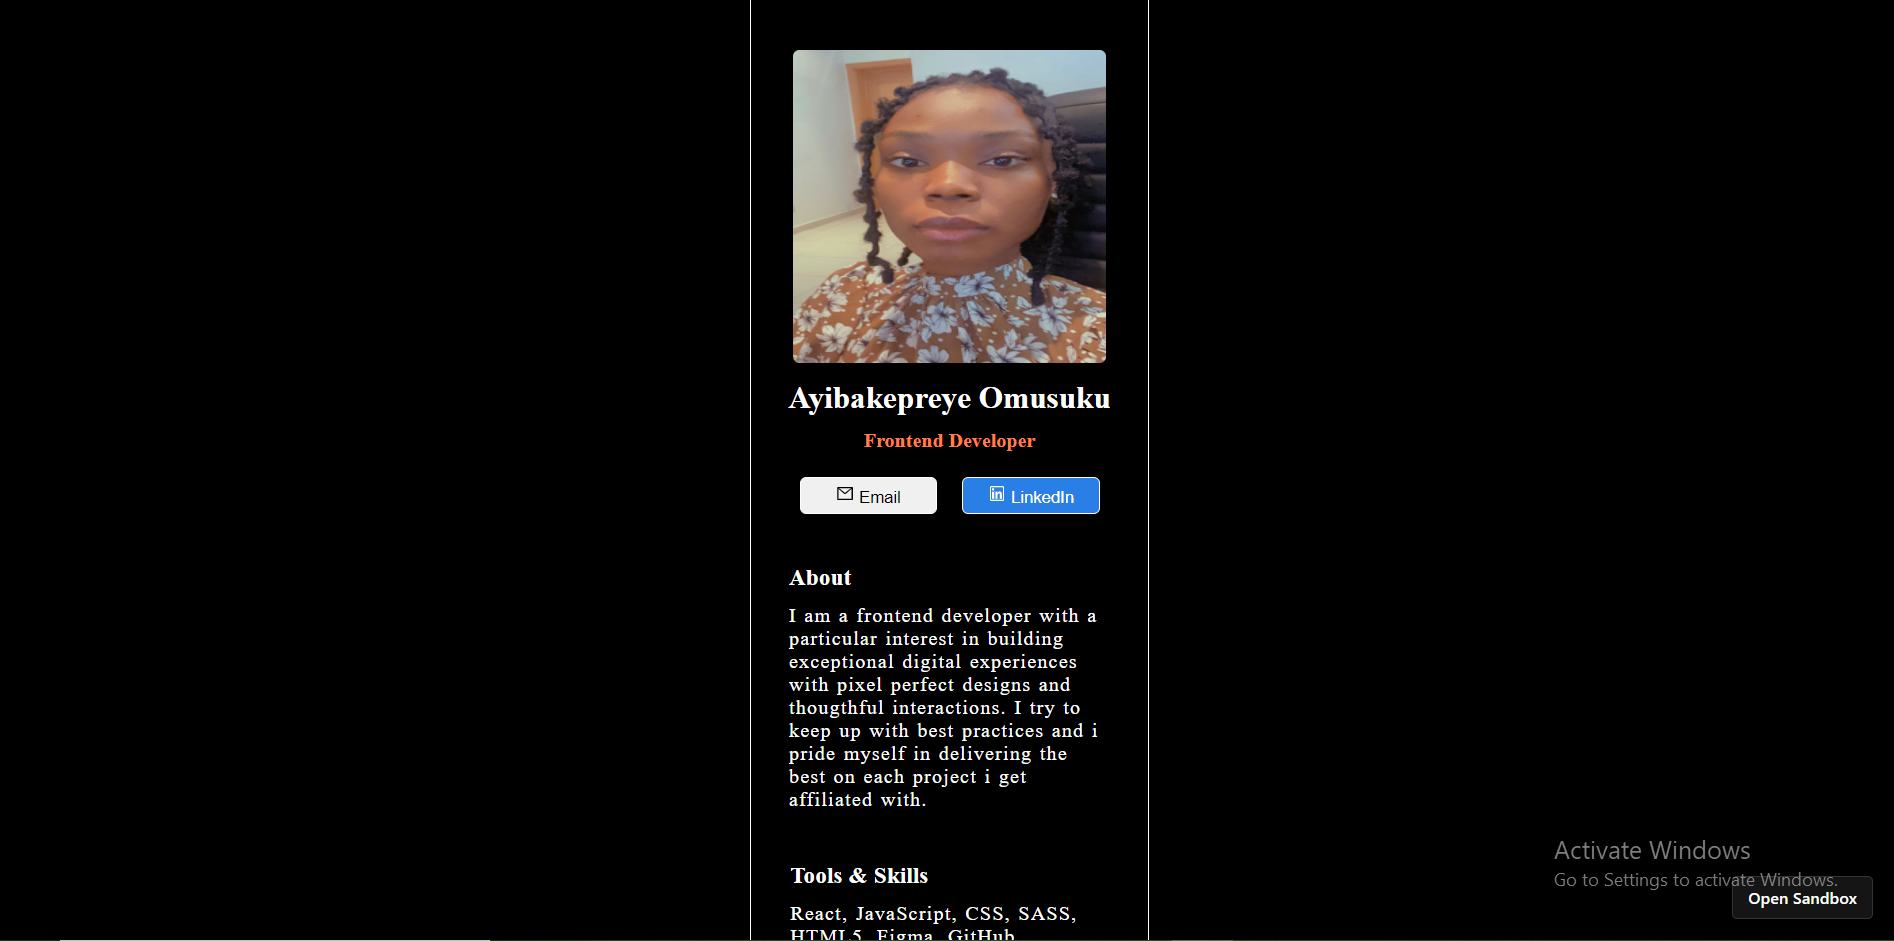 Ayibakepreye Omusuku
Frontend Developer
Email
LinkedIn
About
I am a frontend developer with a
particular interest in building
exceptional digital experiences
with pixel perfect designs and
thougthful interactions. I try to
keep up with best practices and i
pride myself in delivering the
best on each project i get
affiliated with.
Tools & Skills
React, JavaScript, CSS, SASS,
HTML5, Figma, GitHub
Activate Windows
Go to Settings to activate Windows.
Open Sandbox